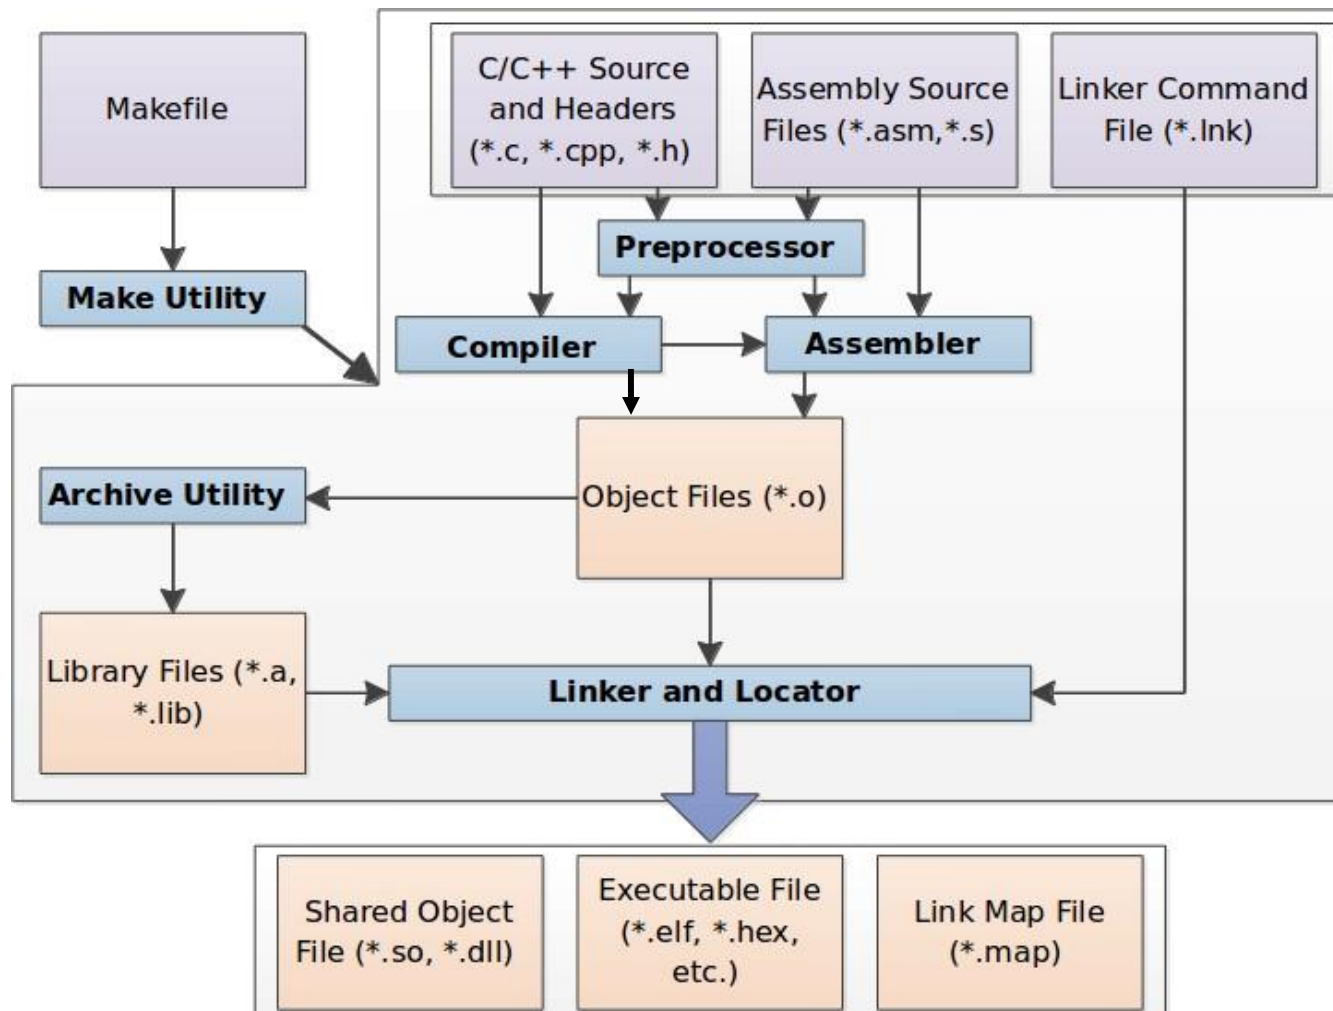 Makefile
C/C++ Source
and Headers
(*.c, *.cpp, *.h)
Assembly Source
Files (*.asm,*.s)
Linker Command
File (*.lnk)
Preprocessor
Make Utility
Compiler
Assembler
Archive Utility
Object Files (*.o)
Library Files (*.a,
*.lib)
Linker and Locator
Shared Object
File (*.so, *.dll)
Executable File
(*.elf, *.hex,
etc.)
Link Map File
(*.map)